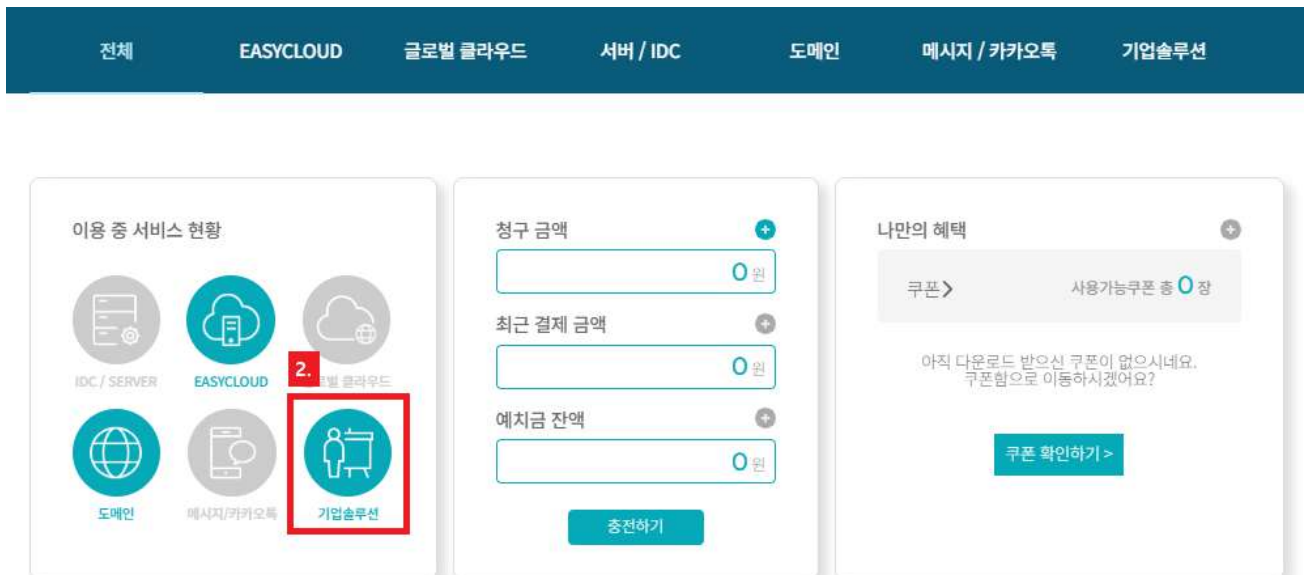 전체 EASYCLOUD 글로벌 클라우드 서버 / IDC 도메인 메시지 / 카카오톡 기업솔루션
이용 중 서비스 현황
IDC / SERVER EASYCLOUD 2. 클라우드
도메인 메시지/카카오톡 기업솔루션
청구 금액
0 원
최근 결제 금액
0 원
예치금 잔액
0 원
충전하기
나만의 혜택
쿠폰 사용가능쿠폰 총 0 장
아직 다운로드 받으신 쿠폰이 없으시네요.
쿠폰함으로 이동하시겠어요?
쿠폰 확인하기 >